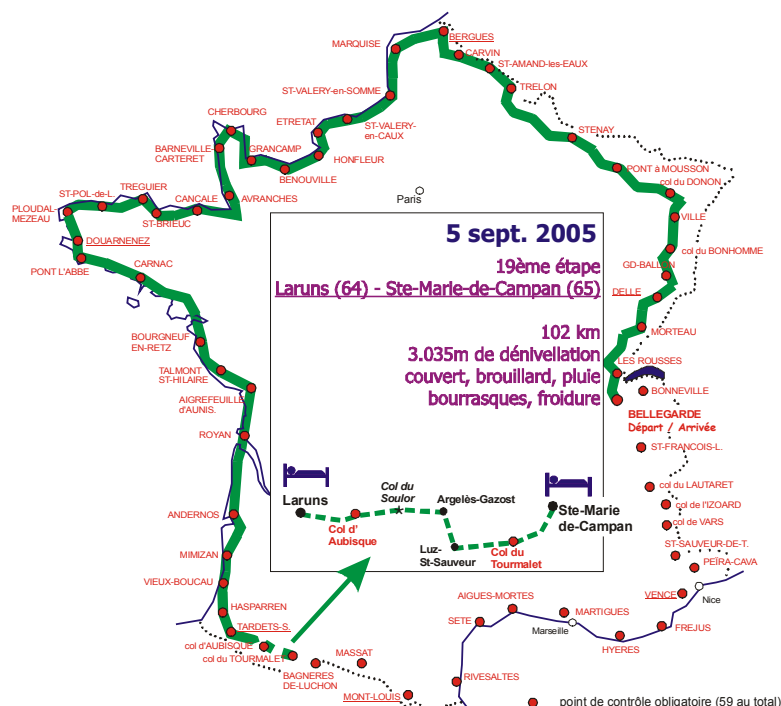 BERGUES
MARQUISE
CARVIN
ST-AMAND-les-EAUX
ST-VALERY-en-SOMME
TRELON
CHERBOURG
ETRETAT
ST-VALERY-
en-CAUX
STENAY
BARNEVILLE-
CARTERET
GRANCAMP
HONFLEUR
BENOUVILLE
PONT à MOUSSON
col du DONON
ST-POL-de-L.
TREGUIER
CANCALE
AVRANCHES
Paris
PLOUDAL-
MEZEAU
ST-BRIEUC
VILLE
DOUARNENEZ
col du BONHOMME
PONT L'ABBE
CARNAC
GD-BALLON
DELLE
BOURGNEUF
EN-RETZ
MORTEAU
TALMONT
ST-HILAIRE
LES ROUSSES
AIGREFEUILLE
d'AUNIS.
BONNEVILLE
BELLEGARDE
Départ / Arrivée
ROYAN
ST-FRANCOIS-L.
col du LAUTARET
col de l'IZOARD
ANDERNOS
col de VARS
MIMIZAN
ST-SAUVEUR-DE-T.
PEÏRA-CAVA
VIEUX-BOUCAU
HASPARREN
VENCE
Nice
TARDETS-S.
AIGUES-MORTES
MARTIGUES
SETE
Marseille
FREJUS
HYERES
col d'AUBISQUE
col du TOURMALET
MASSAT
BAGNERES
DE-LUCHON
MONT-LOUIS
RIVESALTES
5 sept. 2005
19ème étape
Laruns (64) - Ste-Marie-de-Campan (65)
102 km
3.035m de dénivellation
couvert, brouillard, pluie
bourrasques, froidure
Laruns
Col d'
Aubisque
Col du
Soulor
Argelès-Gazost
Luz-
St-Sauveur
Col du
Tourmalet
Ste-Marie
de-Campan
point de contrôle obligatoire (59 au total)